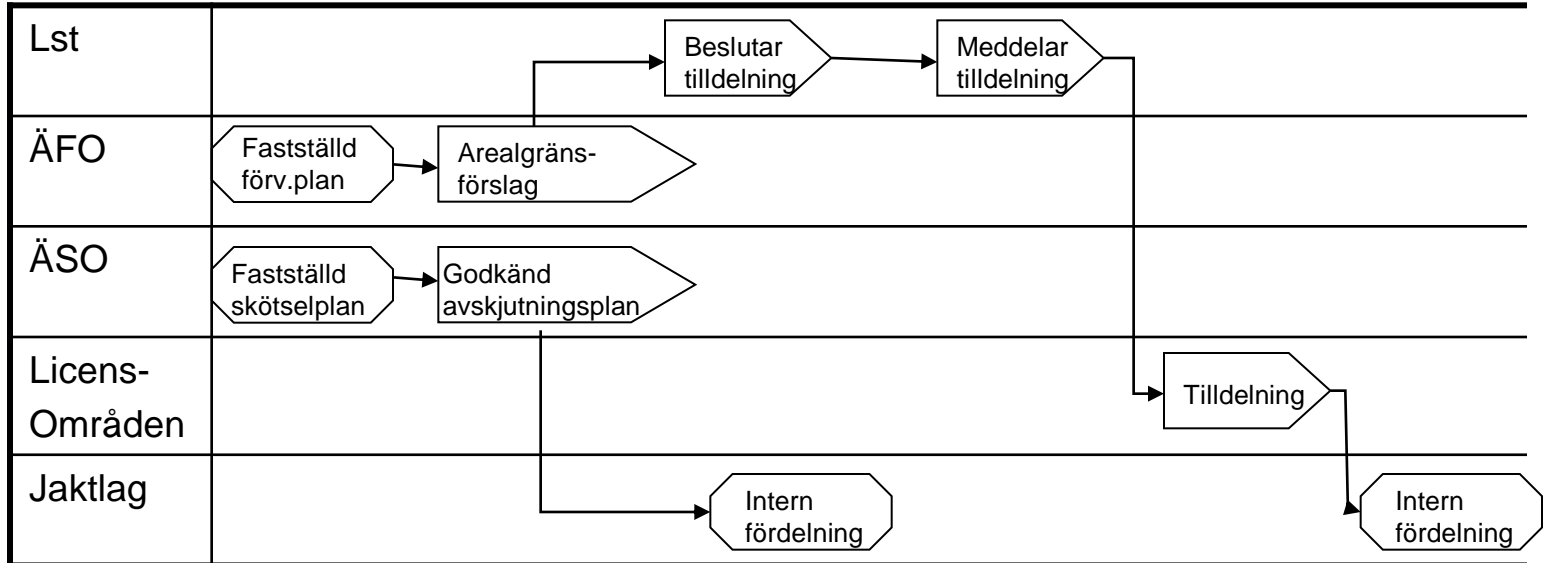 Lst
Beslutar
tilldelning
Meddelar
tilldelning
ÄFO
Fastställd
förv.plan
Arealgräns-
förslag
ÄSO
Fastställd
skötselplan
Godkänd
avskjutningsplan
Licens-
Områden
Tilldelning
Jaktlag
Intern
fördelning
Intern
fördelning